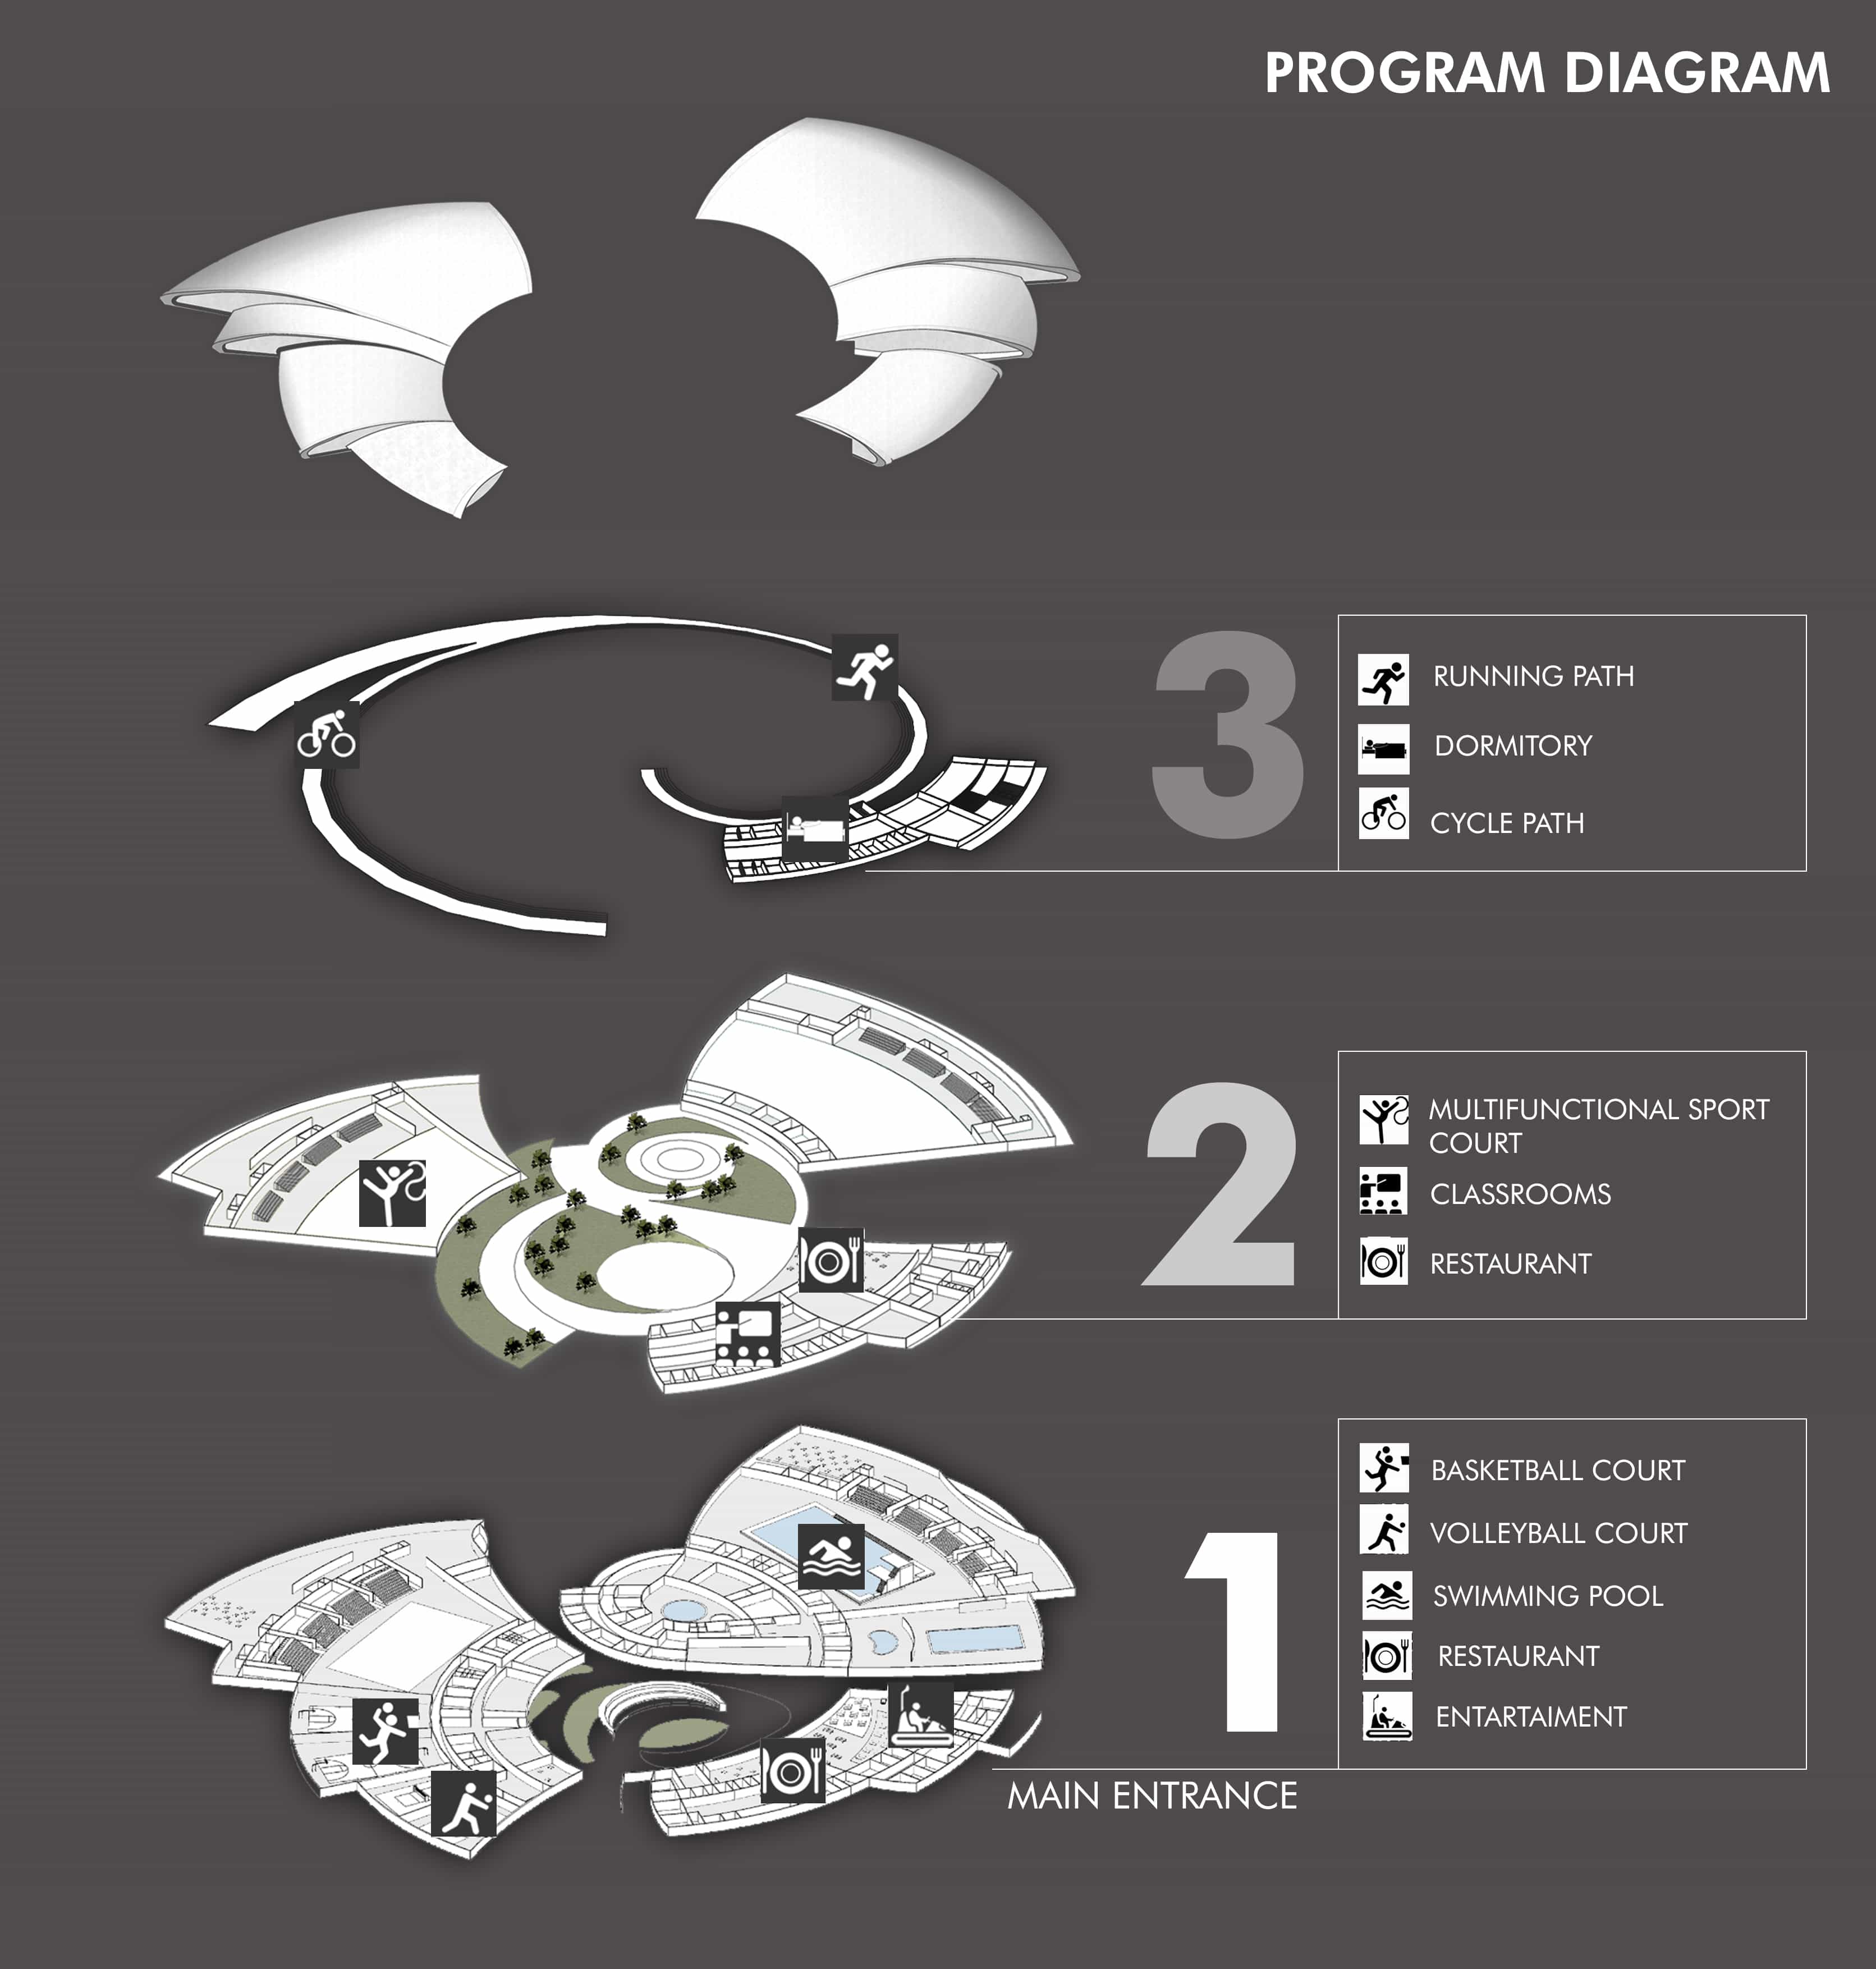 PROGRAM DIAGRAM
3
RUNNING PATH
DORMITORY
CYCLE PATH
2
MULTIFUNCTIONAL SPORT
COURT
CLASSROOMS
RESTAURANT
1
BASKETBALL COURT
VOLLEYBALL COURT
SWIMMING POOL
RESTAURANT
ENTARTAIMENT
MAIN ENTRANCE